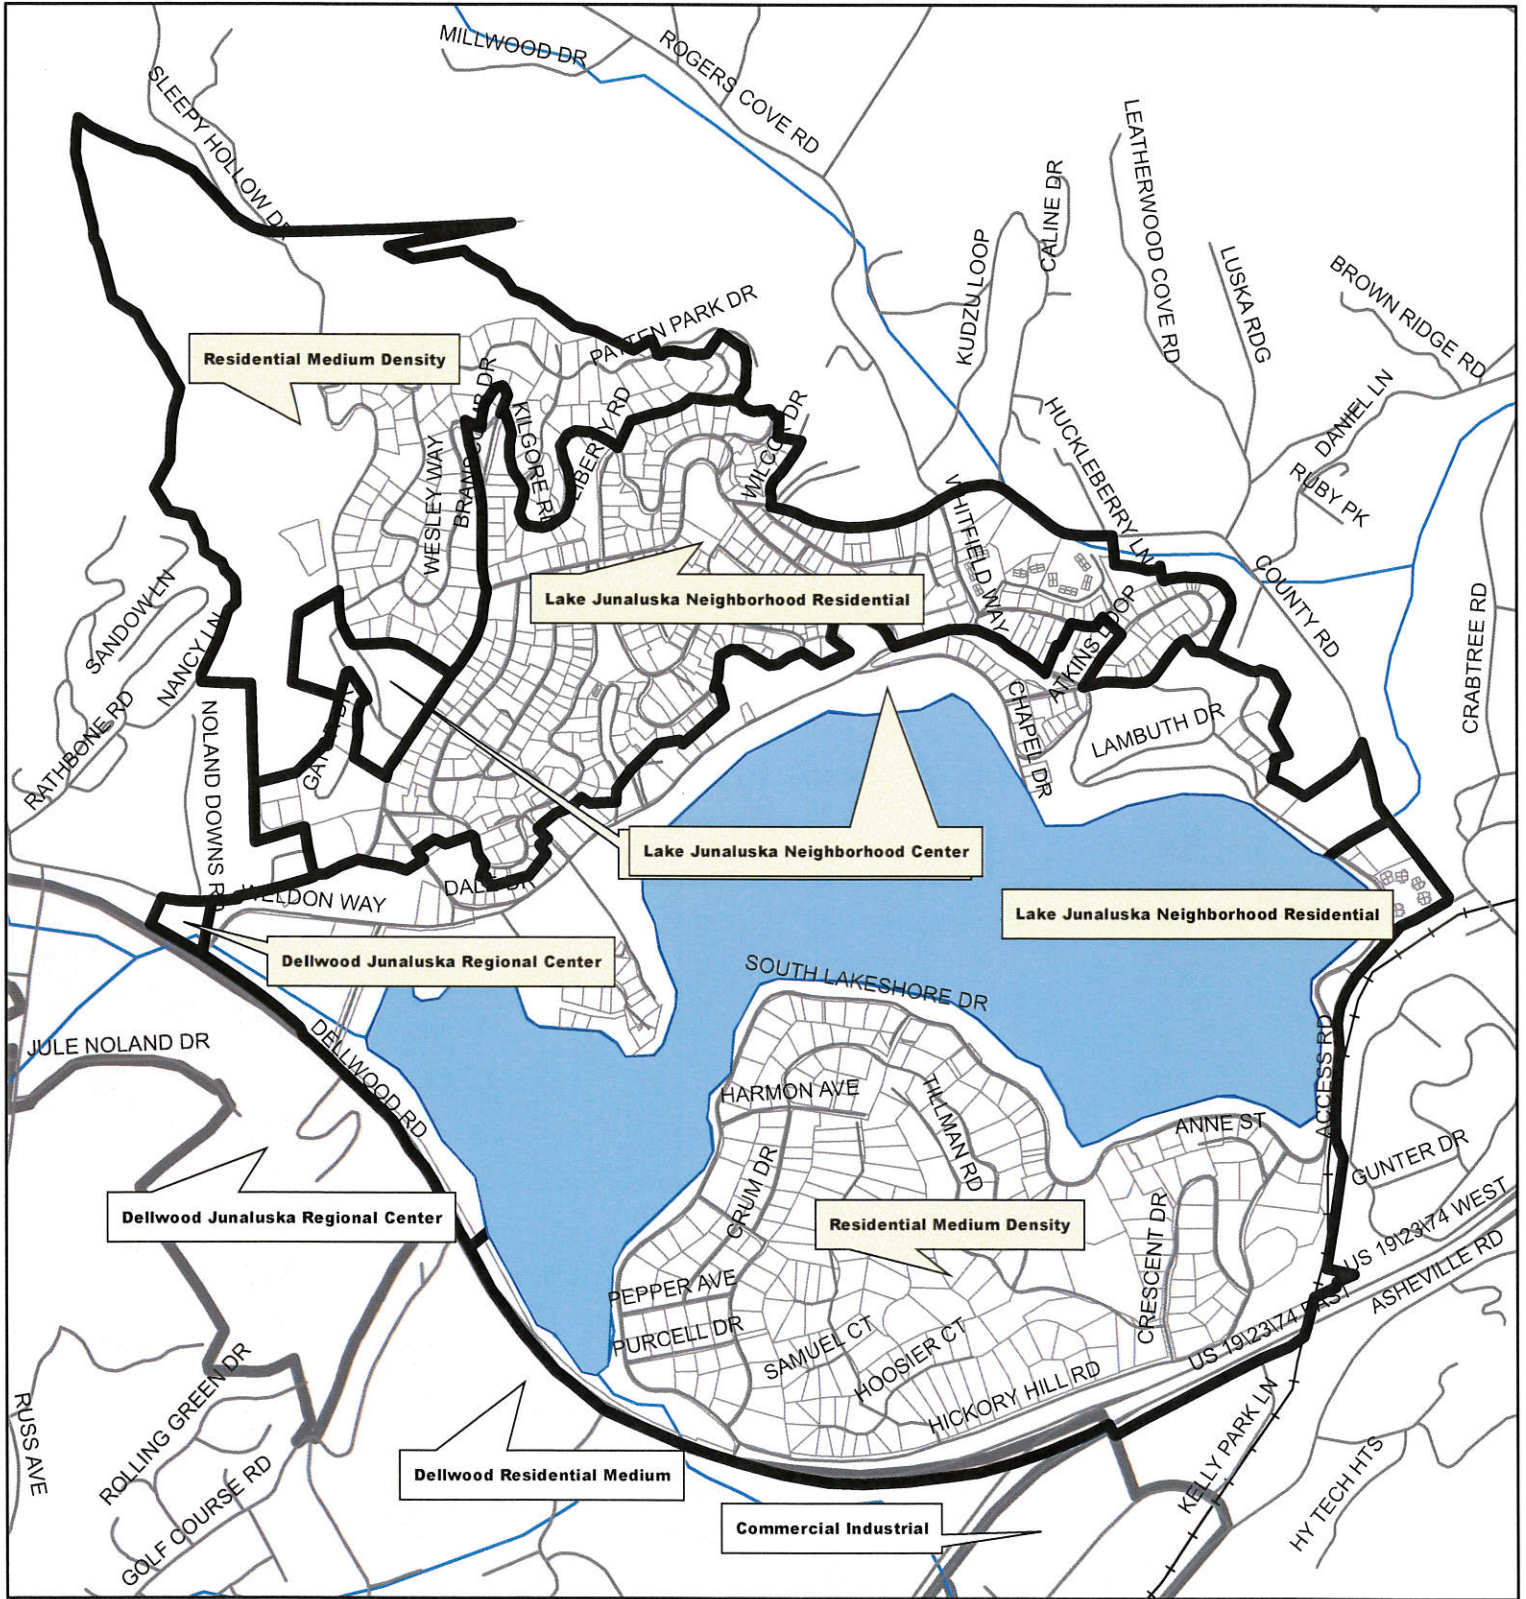 MILLWOOD DR
ROGERS COVE RD
SLEEPY HOLLOW DR
LEATHERWOOD COVE RD
CALINE DR
KUDZU LOOP
LUSKA RDG
BROWN RIDGE RD
PATTEN PARK DR
Residential Medium Density
DANIEL LN
RUBY PK
HUCKLEBERRY LN
WESLEY WAY
KILGORE RD
LIBERTY RD
WHITFIELD WAY
COUNTY RD
CRABTREE RD
SANDOW LN
NANCY LN
RATHBONE RD
Lake Junaluska Neighborhood Residential
ATKINS LOOP
CHAPEL DR
LAMBUTH DR
NOLAND DOWNS RD
Lake Junaluska Neighborhood Center
WELDON WAY
DALE DR
Lake Junaluska Neighborhood Residential
Dellwood Junaluska Regional Center
SOUTH LAKESHORE DR
JULE NOLAND DR
DELLWOOD RD
HARMON AVE
TILLMAN RD
ANNE ST
ACCESS RD
GUNTER DR
CRUM DR
Dellwood Junaluska Regional Center
Residential Medium Density
CRESCENT DR
US 19\23\74 WEST
ASHEVILLE RD
PEPPER AVE
PURCELL DR
SAMUEL CT
HOOSIER CT
US 19\23\74 EAST
HICKORY HILL RD
RUSS AVE
ROLLING GREEN DR
GOLF COURSE RD
Dellwood Residential Medium
KELLY PARK LN
HY TECH HTS
Commercial Industrial